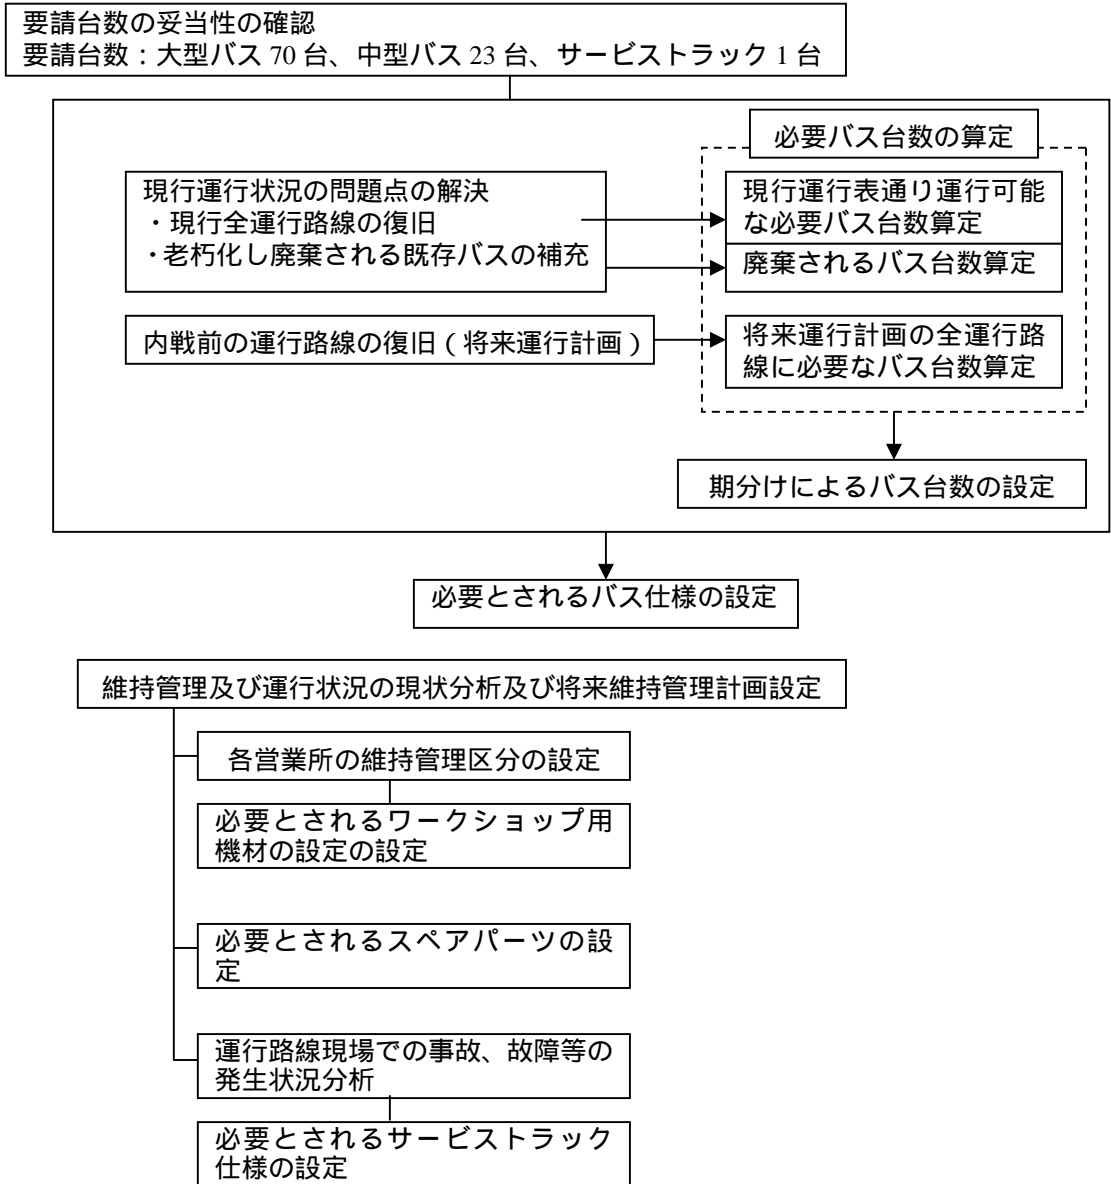 要請台数の妥当性の確認
要請台数：大型バス 70 台、中型バス 23 台、サービストラック 1 台
必要バス台数の算定
現行運行状況の問題点の解決
・現行全運行路線の復旧
・老朽化し廃棄される既存バスの補充
現行運行表通り運行可能
な必要バス台数算定
廃棄されるバス台数算定
内戦前の運行路線の復旧（将来運行計画）
将来運行計画の全運行路
線に必要なバス台数算定
期分けによるバス台数の設定
必要とされるバス仕様の設定
維持管理及び運行状況の現状分析及び将来維持管理計画設定
各営業所の維持管理区分の設定
必要とされるワークショップ用
機材の設定の設定
必要とされるスペアパーツの設
定
運行路線現場での事故、故障等の
発生状況分析
必要とされるサービストラック
仕様の設定